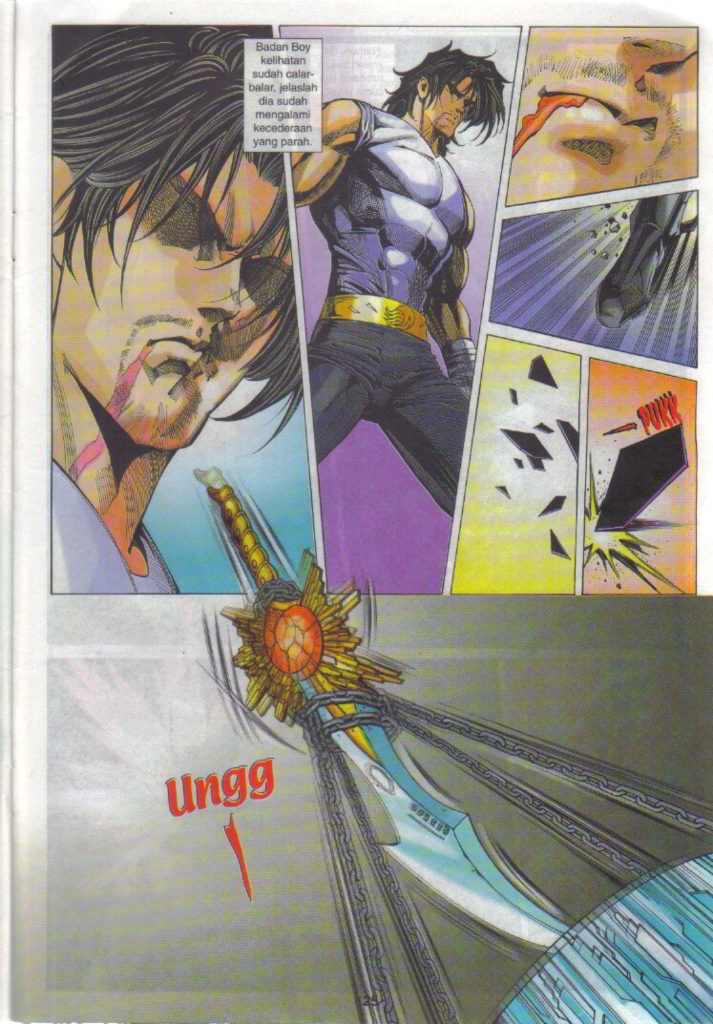 Badan Boy
kelihatan
sudah calar-
balar, jelaslah
dia sudah
mengalami
kecederaan
yang parah.
PUKK
Ungg
25